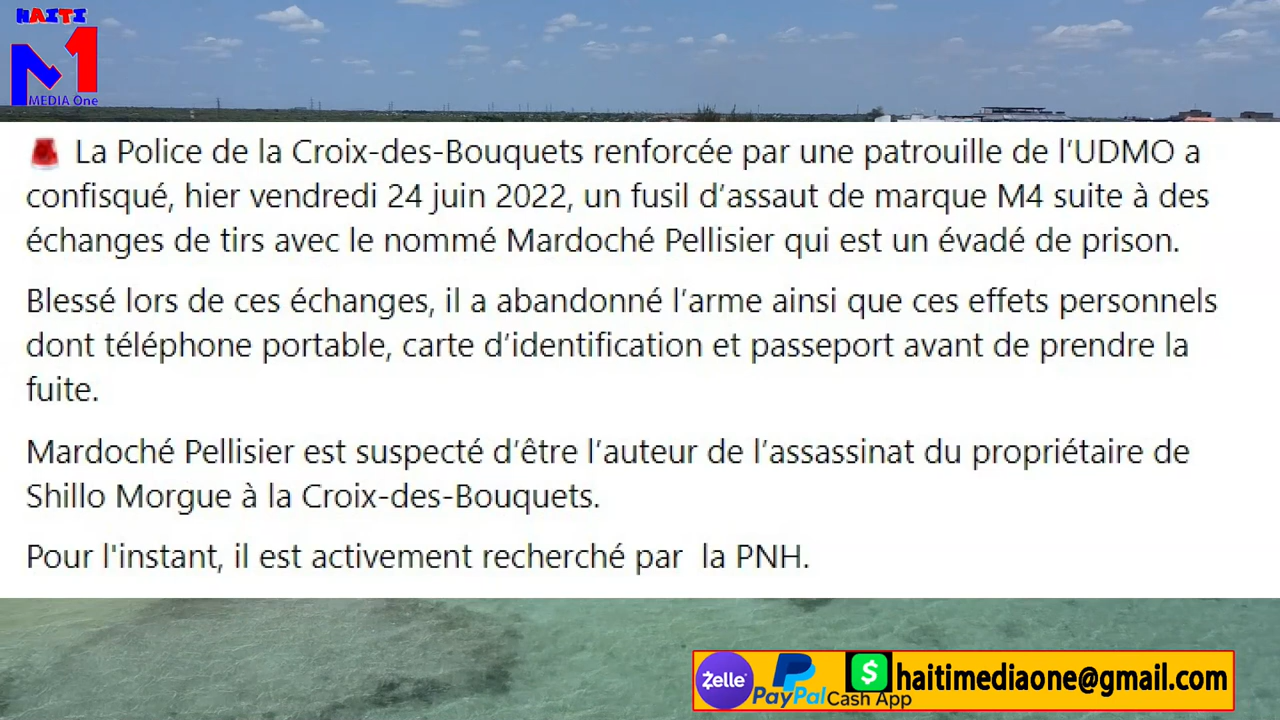 HAITI
M1
MEDIA One
🚨 La Police de la Croix-des-Bouquets renforcée par une patrouille de l’UDMO a
confisqué, hier vendredi 24 juin 2022, un fusil d’assaut de marque M4 suite à des
échanges de tirs avec le nommé Mardoché Pellisier qui est un évadé de prison.
Blessé lors de ces échanges, il a abandonné l’arme ainsi que ces effets personnels
dont téléphone portable, carte d’identification et passeport avant de prendre la
fuite.
Mardoché Pellisier est suspecté d’être l’auteur de l’assassinat du propriétaire de
Shillo Morgue à la Croix-des-Bouquets.
Pour l'instant, il est activement recherché par  la PNH.
Zelle
PayPal
$
Cash App
haitimediaone@gmail.com